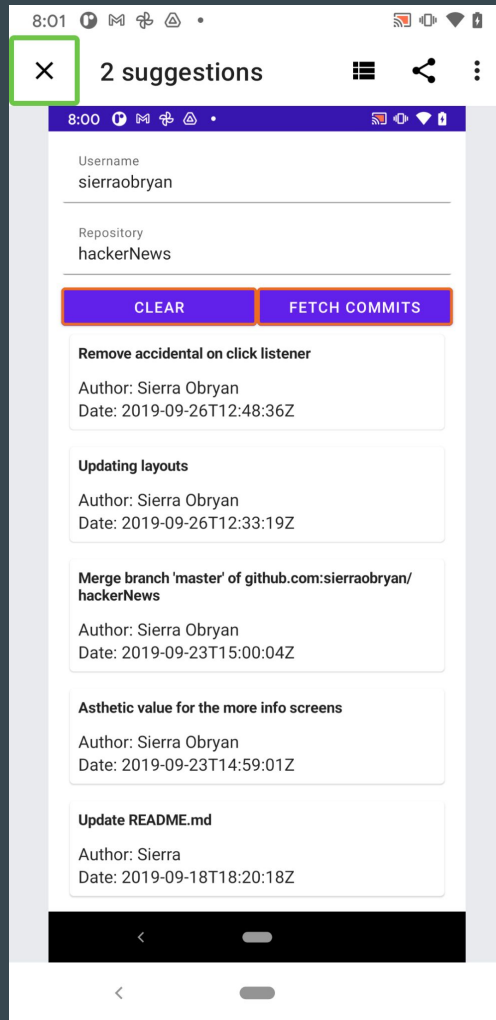 8:01
2 suggestions
8:00
Username
sierraobryan
Repository
hackerNews
CLEAR
FETCH COMMITS
Remove accidental on click listener
Author: Sierra Obryan
Date: 2019-09-26T12:48:36Z
Updating layouts
Author: Sierra Obryan
Date: 2019-09-26T12:33:19Z
Merge branch 'master' of github.com:sierraobryan/
hackerNews
Author: Sierra Obryan
Date: 2019-09-23T15:00:04Z
Asthetic value for the more info screens
Author: Sierra Obryan
Date: 2019-09-23T14:59:01Z
Update README.md
Author: Sierra
Date: 2019-09-18T18:20:18Z